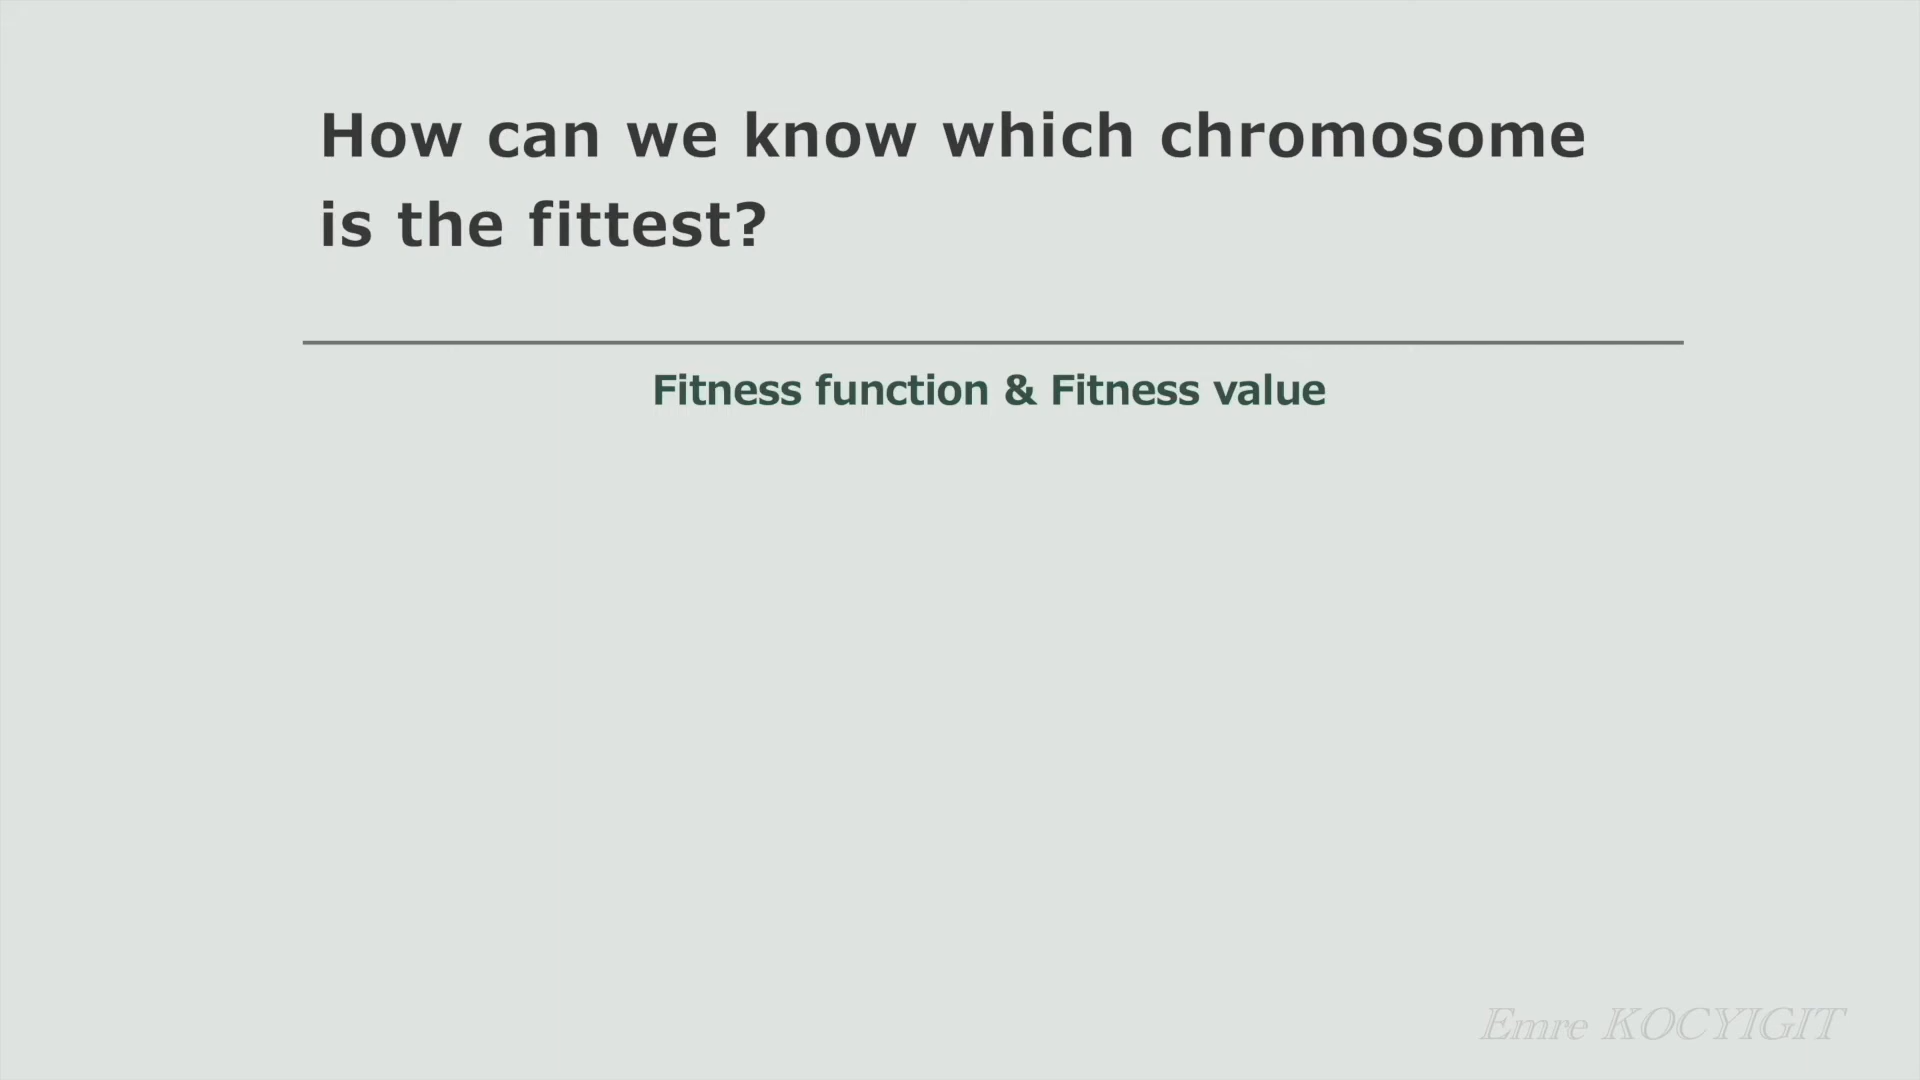 How can we know which chromosome
is the fittest?
Fitness function & Fitness value
Emre KOCYIGIT